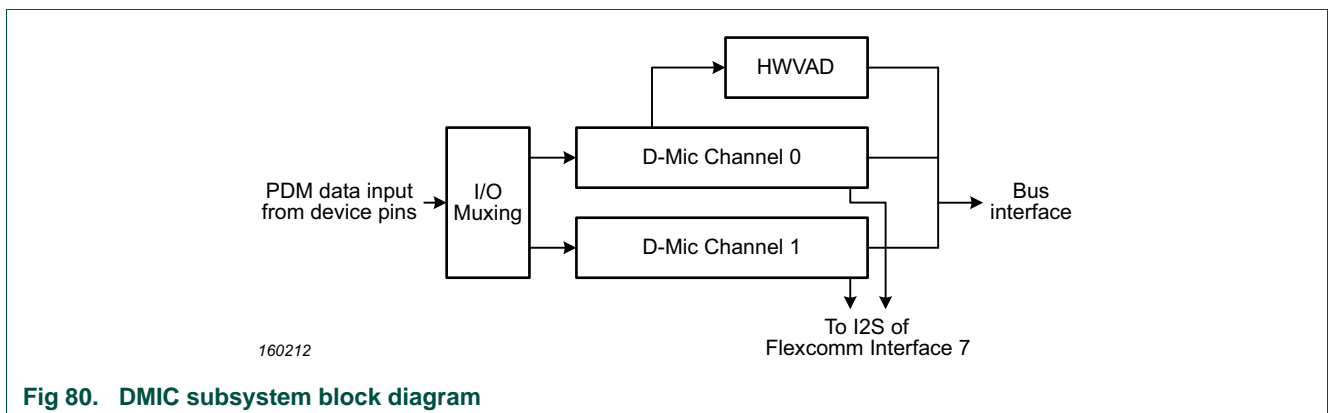 HWVAD
D-Mic Channel 0
PDM data input
from device pins
I/O
Muxing
Bus
interface
D-Mic Channel 1
To I2S of
Flexcomm Interface 7
160212
Fig 80. DMIC subsystem block diagram